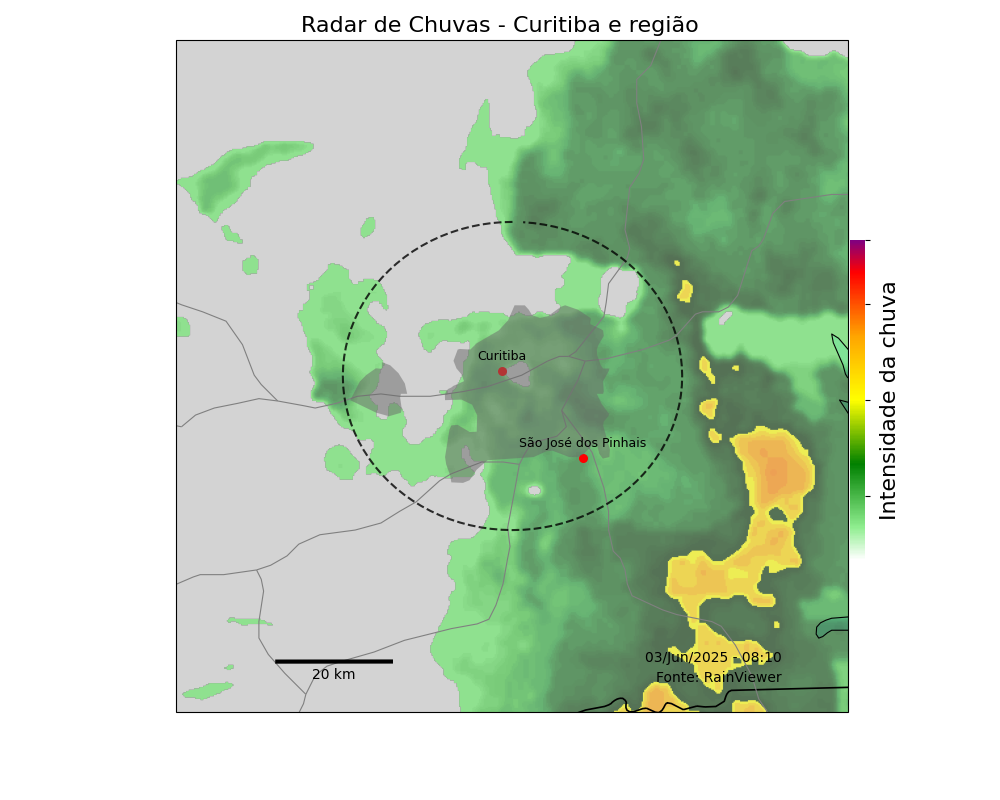 Radar de Chuvas - Curitiba e região
Curitiba
São José dos Pinhais
Intensidade da chuva
20 km
03/Jun/2025 - 08:10
Fonte: RainViewer